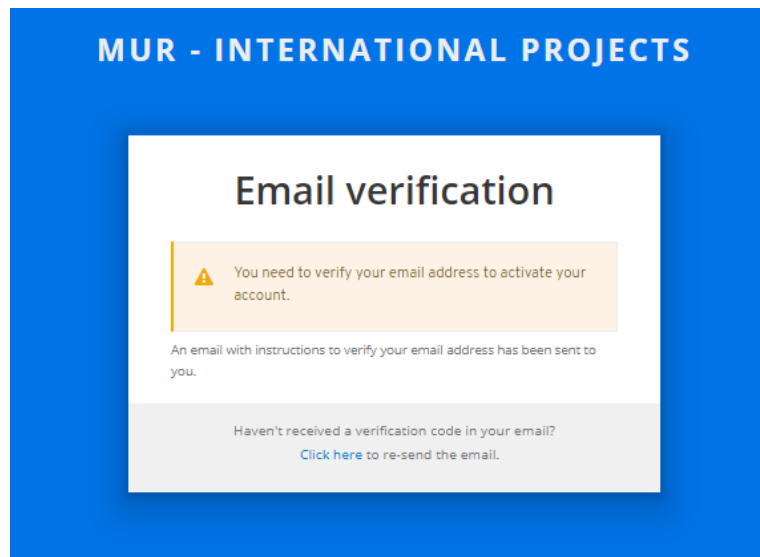 MUR - INTERNATIONAL PROJECTS
Email verification
You need to verify your email address to activate your
account.
An email with instructions to verify your email address has been sent to
you.
Haven't received a verification code in your email?
Click here to re-send the email.